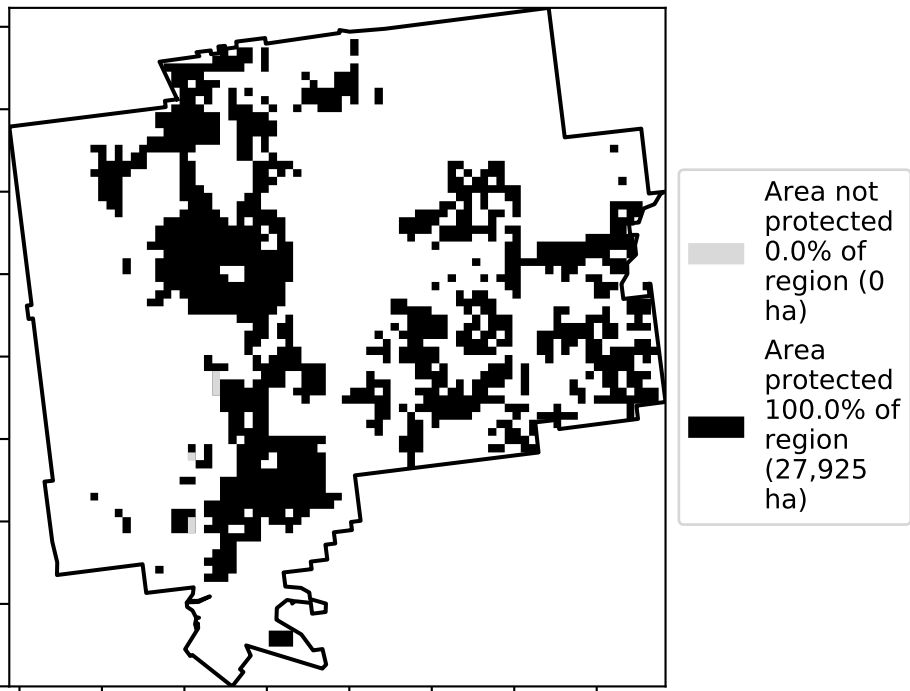 Area not
protected
0.0% of
region (0
ha)
Area
protected
100.0% of
region
(27,925
ha)